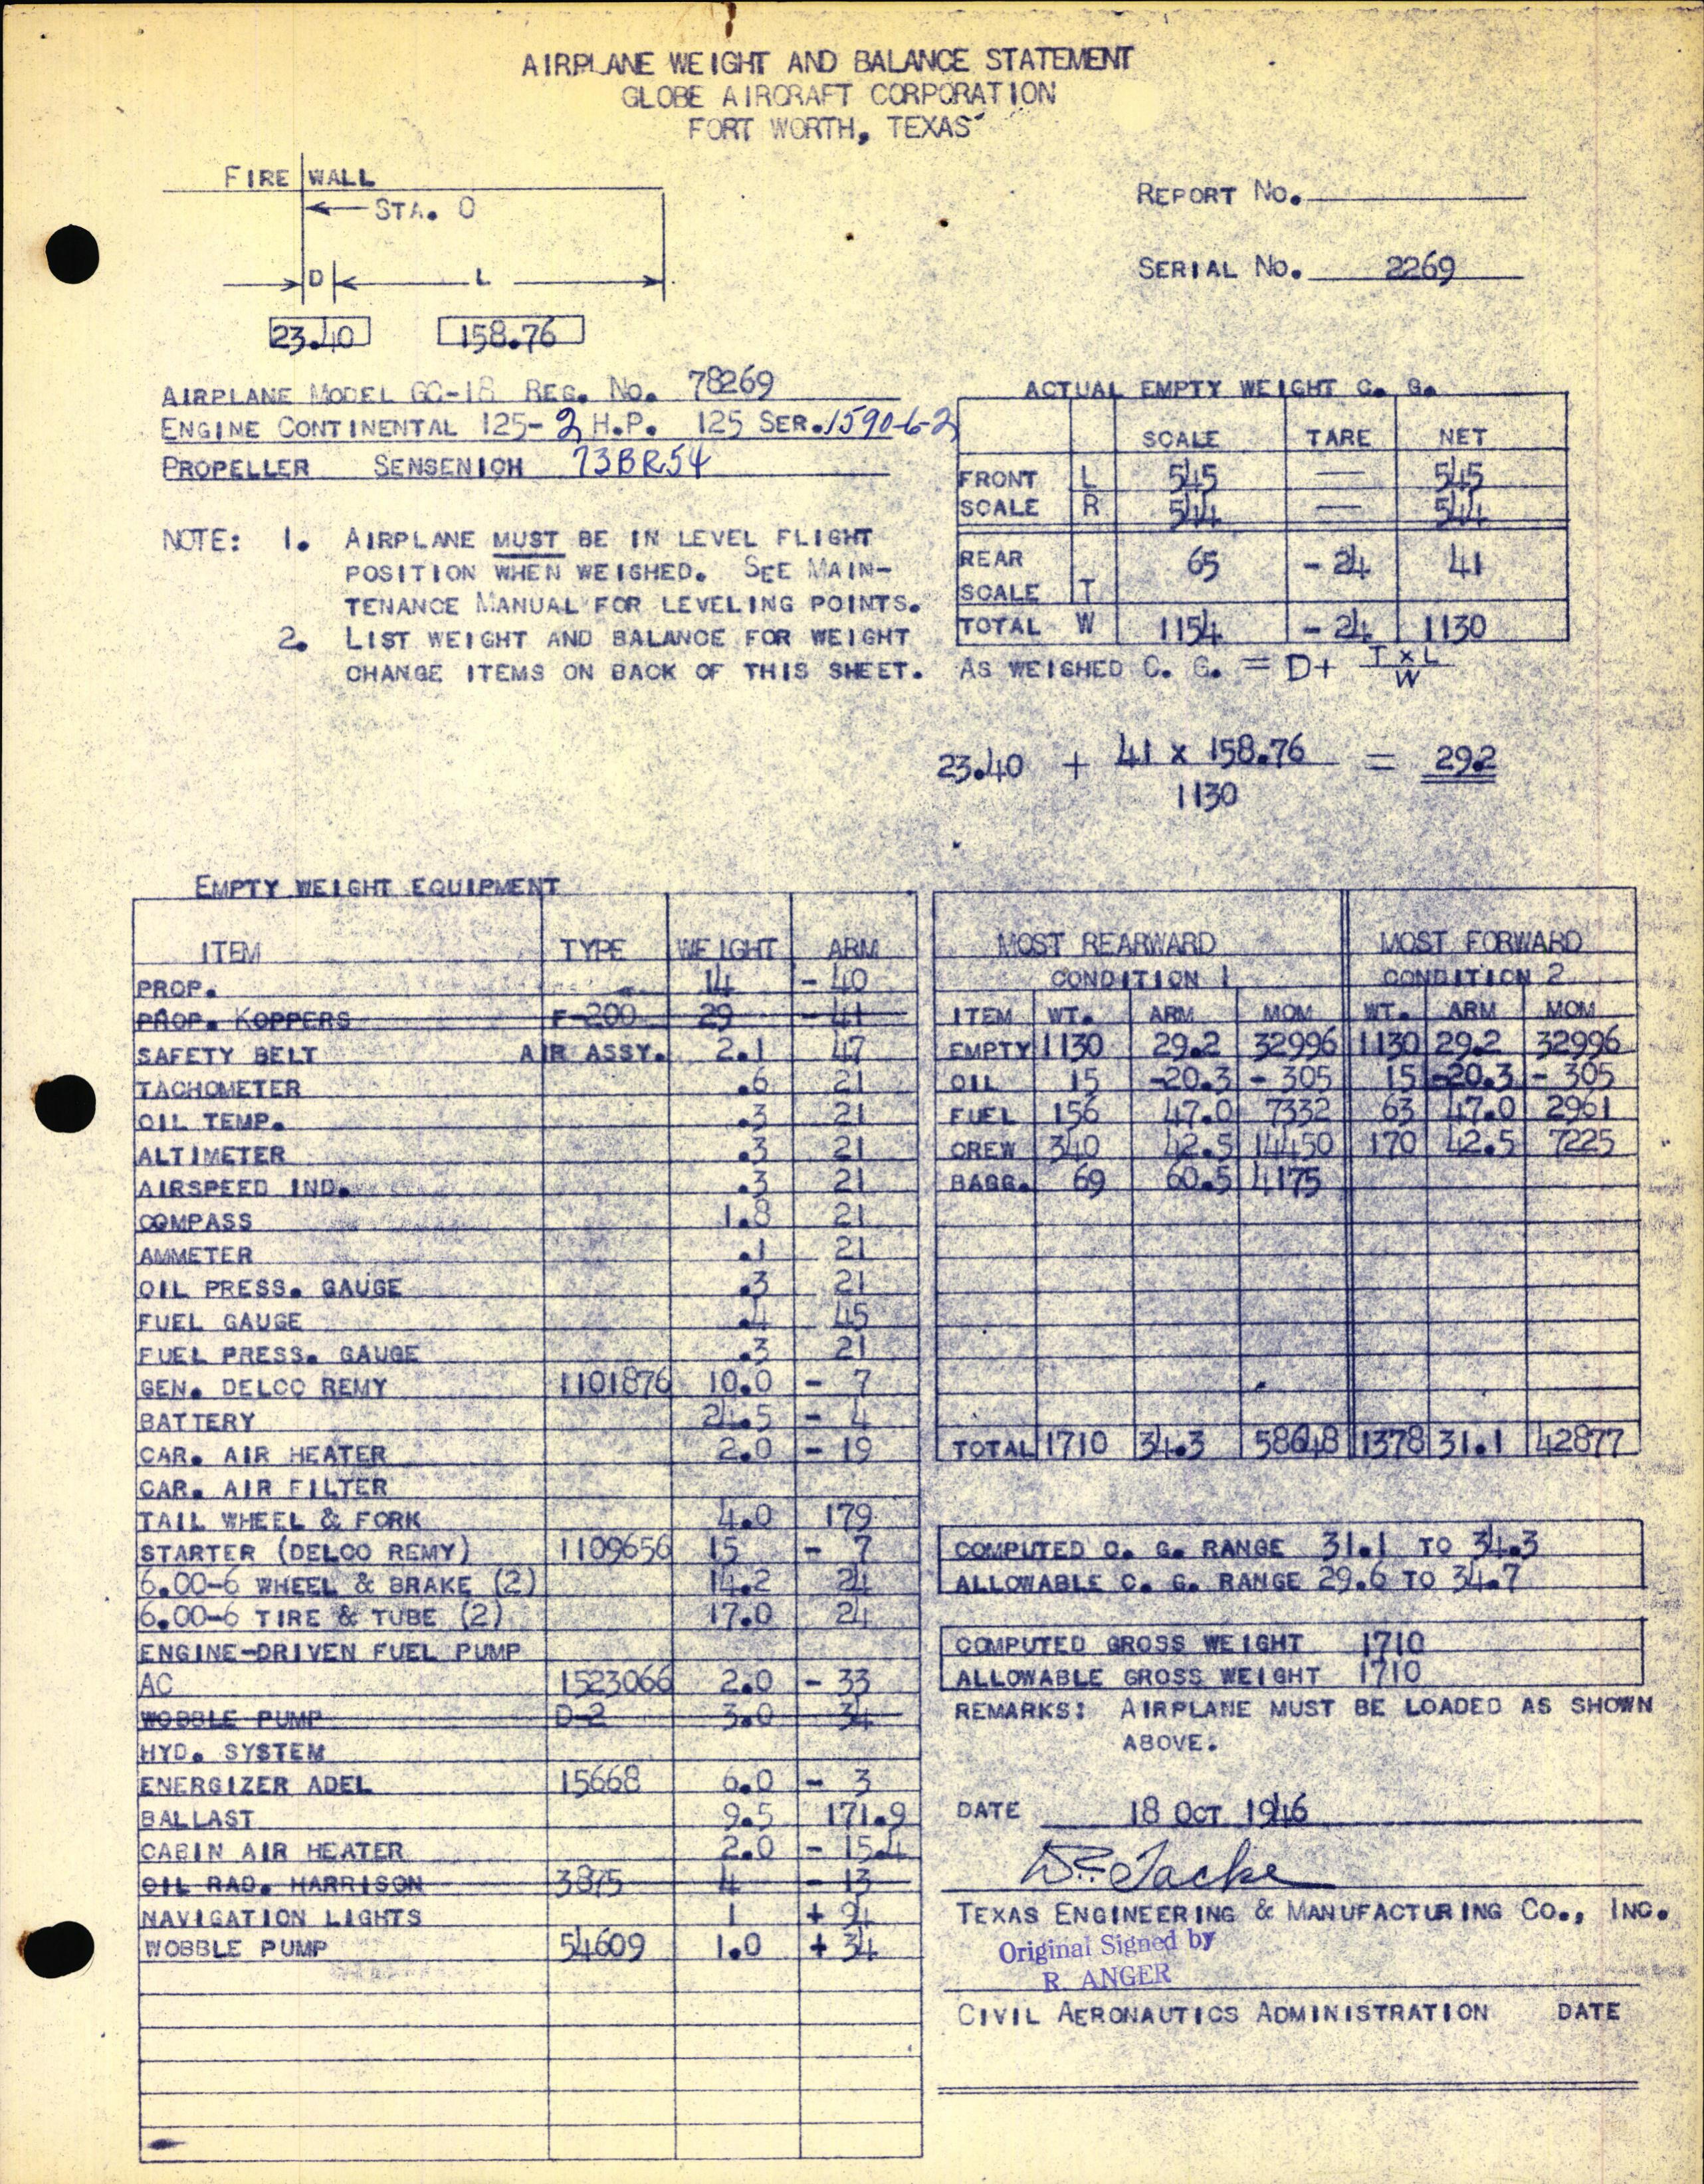 AIRPLANE WEIGHT AND BALANCE STATEMENT
GLOBE AIRCRAFT CORPORATION
FORT WORTH, TEXAS
FIRE WALL
STA. 0
D L
23.40 158.76
REPORT NO.
SERIAL NO. 2269
AIRPLANE MODEL GC-1B REG. NO. 78269
ENGINE CONTINENTAL 125-2 H.P. 125 SER. 1590-6-2
PROPELLER SENSENICH 73BR54
NOTE: 1. AIRPLANE MUST BE IN LEVEL FLIGHT
POSITION WHEN WEIGHED. SEE MAIN-
TENANCE MANUAL FOR LEVELING POINTS.
2. LIST WEIGHT AND BALANCE FOR WEIGHT
CHANGE ITEMS ON BACK OF THIS SHEET.
ACTUAL EMPTY WEIGHT C. G.
SCALE TARE NET
FRONT L 545 — 545
SCALE R 544 — 544
REAR 65 - 24 41
SCALE T
TOTAL W 1154 - 24 1130
AS WEIGHED C. G. = D+ T x L
W
23.40 + 41 x 158.76 = 29.2
1130
EMPTY WEIGHT EQUIPMENT
ITEM TYPE WEIGHT ARM
PROP. 14 - 40
PROP. KOPPERS F-200 29 - 41
SAFETY BELT AIR ASSY. 2.1 47
TACHOMETER .6 21
OIL TEMP. .3 21
ALTIMETER .3 21
AIRSPEED IND. .3 21
COMPASS 1.8 21
AMMETER .1 21
OIL PRESS. GAUGE .3 21
FUEL GAUGE .4 45
FUEL PRESS. GAUGE .3 21
GEN. DELCO REMY 1101876 10.0 - 7
BATTERY 24.5 - 4
CAR. AIR HEATER 2.0 - 19
CAR. AIR FILTER
TAIL WHEEL & FORK 4.0 179
STARTER (DELCO REMY) 1109656 15 - 7
6.00-6 WHEEL & BRAKE (2) 14.2 24
6.00-6 TIRE & TUBE (2) 17.0 24
ENGINE-DRIVEN FUEL PUMP
AC 1523066 2.0 - 33
WOBBLE PUMP D-2 3.0 34
HYD. SYSTEM
ENERGIZER ADEL 15668 6.0 - 3
BALLAST 9.5 171.9
CABIN AIR HEATER 2.0 - 15.4
OIL RAD. HARRISON 3875 4 - 13
NAVIGATION LIGHTS 1 + 94
WOBBLE PUMP 54609 1.0 + 34
MOST REARWARD MOST FORWARD
CONDITION 1 CONDITION 2
ITEM WT. ARM MOM WT. ARM MOM
EMPTY 1130 29.2 32996 1130 29.2 32996
OIL 15 -20.3 - 305 15 -20.3 - 305
FUEL 156 47.0 7332 63 47.0 2961
CREW 340 42.5 14450 170 42.5 7225
BAGG. 69 60.5 4175
TOTAL 1710 34.3 58648 1378 31.1 42877
COMPUTED C. G. RANGE 31.1 TO 34.3
ALLOWABLE C. G. RANGE 29.6 TO 34.7
COMPUTED GROSS WEIGHT 1710
ALLOWABLE GROSS WEIGHT 1710
REMARKS: AIRPLANE MUST BE LOADED AS SHOWN
ABOVE.
DATE 18 OCT 1946
TEXAS ENGINEERING & MANUFACTURING CO., INC.
Original Signed by
R. ANGER
CIVIL AERONAUTICS ADMINISTRATION DATE